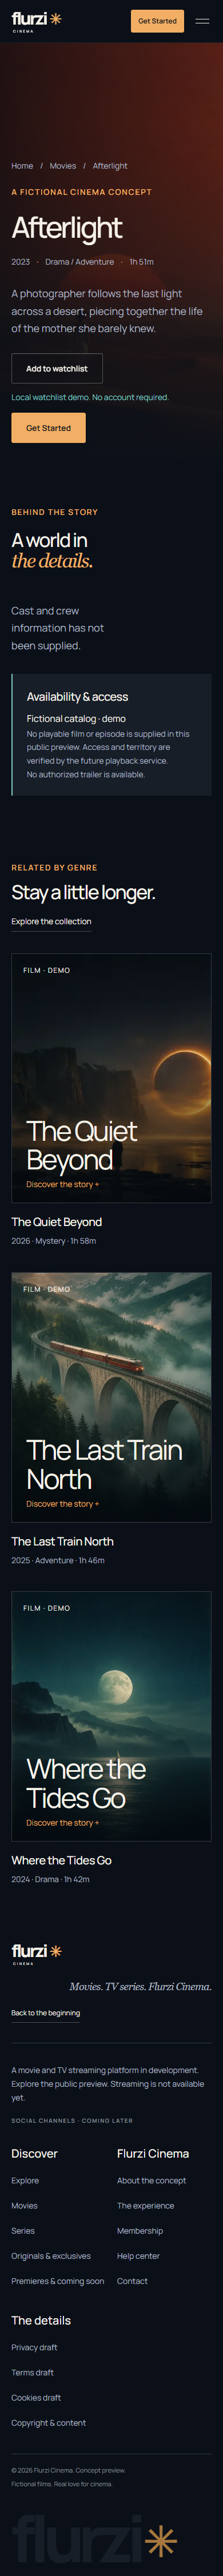 flurzi
CINEMA
Get Started
Home / Movies / Afterlight
A FICTIONAL CINEMA CONCEPT
Afterlight
2023 · Drama / Adventure · 1h 51m
A photographer follows the last light
across a desert, piecing together the life
of the mother she barely knew.
Add to watchlist
Local watchlist demo. No account required.
Get Started
BEHIND THE STORY
A world in
the details.
Cast and crew
information has not
been supplied.
Availability & access
Fictional catalog · demo
No playable film or episode is supplied in this
public preview. Access and territory are
verified by the future playback service.
No authorized trailer is available.
RELATED BY GENRE
Stay a little longer.
Explore the collection
FILM · DEMO
The Quiet
Beyond
Discover the story +
The Quiet Beyond
2026 · Mystery · 1h 58m
FILM · DEMO
The Last Train
North
Discover the story +
The Last Train North
2025 · Adventure · 1h 46m
FILM · DEMO
Where the
Tides Go
Discover the story +
Where the Tides Go
2024 · Drama · 1h 42m
flurzi
CINEMA
Movies. TV series. Flurzi Cinema.
Back to the beginning
A movie and TV streaming platform in development.
Explore the public preview. Streaming is not available
yet.
SOCIAL CHANNELS · COMING LATER
Discover
Explore
Movies
Series
Originals & exclusives
Premieres & coming soon
Flurzi Cinema
About the concept
The experience
Membership
Help center
Contact
The details
Privacy draft
Terms draft
Cookies draft
Copyright & content
© 2026 Flurzi Cinema. Concept preview.
Fictional films. Real love for cinema.
flurzi